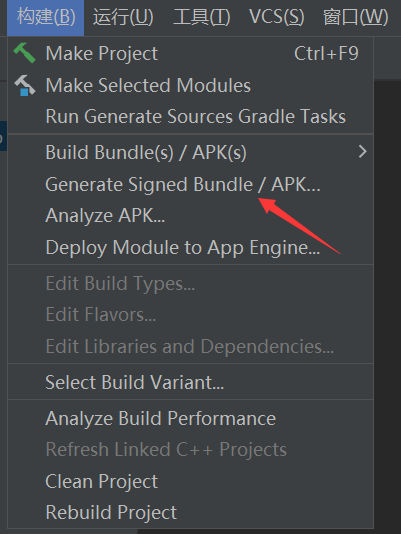 构建(B) 运行(U) 工具(T) VCS(S) 窗口(W)
Make Project Ctrl+F9
Make Selected Modules
Run Generate Sources Gradle Tasks
Build Bundle(s) / APK(s)
Generate Signed Bundle / APK...
Analyze APK...
Deploy Module to App Engine...
Edit Build Types...
Edit Flavors...
Edit Libraries and Dependencies...
Select Build Variant...
Analyze Build Performance
Refresh Linked C++ Projects
Clean Project
Rebuild Project